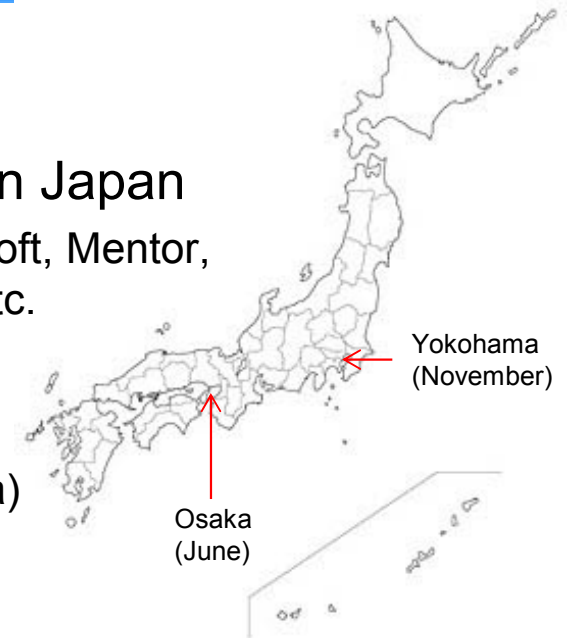 n Japan
oft, Mentor,
tc.
Yokohama
(November)
a)
Osaka
(June)